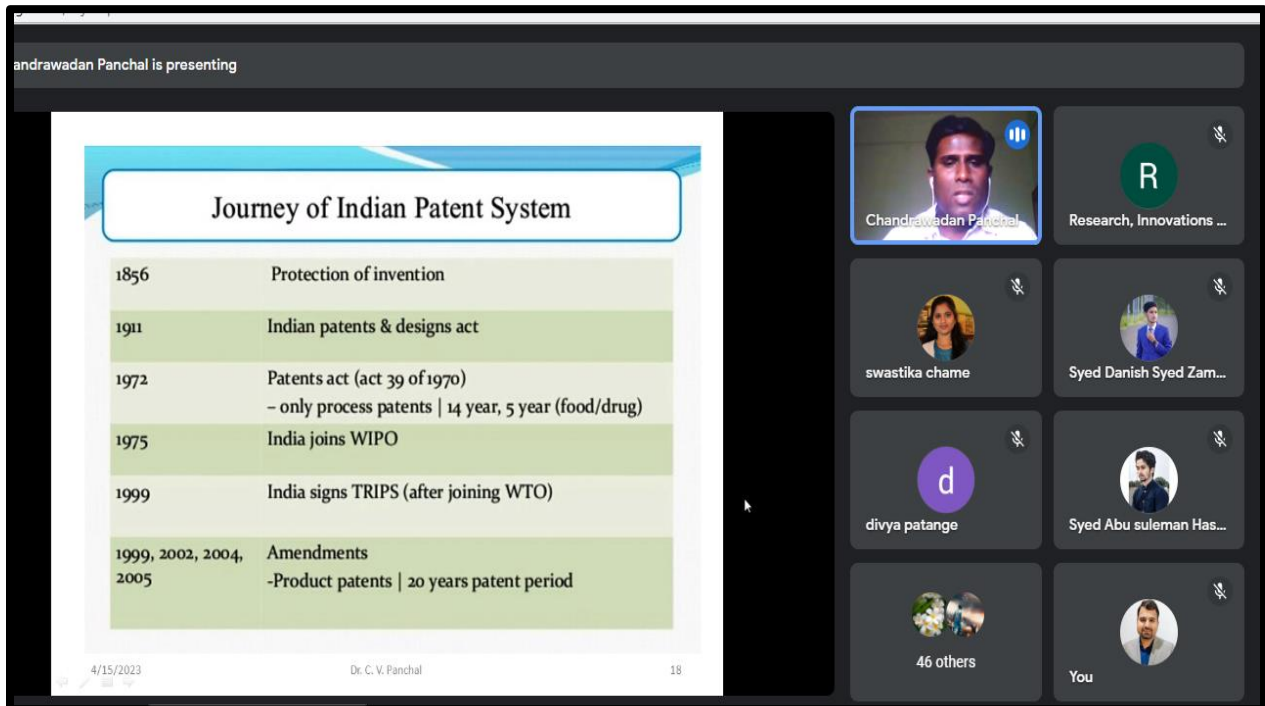 andrawadan Panchal is presenting
Journey of Indian Patent System
1856 Protection of invention
1911 Indian patents & designs act
1972 Patents act (act 39 of 1970)
– only process patents | 14 year, 5 year (food/drug)
1975 India joins WIPO
1999 India signs TRIPS (after joining WTO)
1999, 2002, 2004, Amendments
2005 -Product patents | 20 years patent period
4/15/2023 Dr. C. V. Panchal 18
Chandrawadan Panchal
R
Research, Innovations ...
swastika chame
Syed Danish Syed Zam...
d
divya patange
Syed Abu suleman Has...
46 others
You